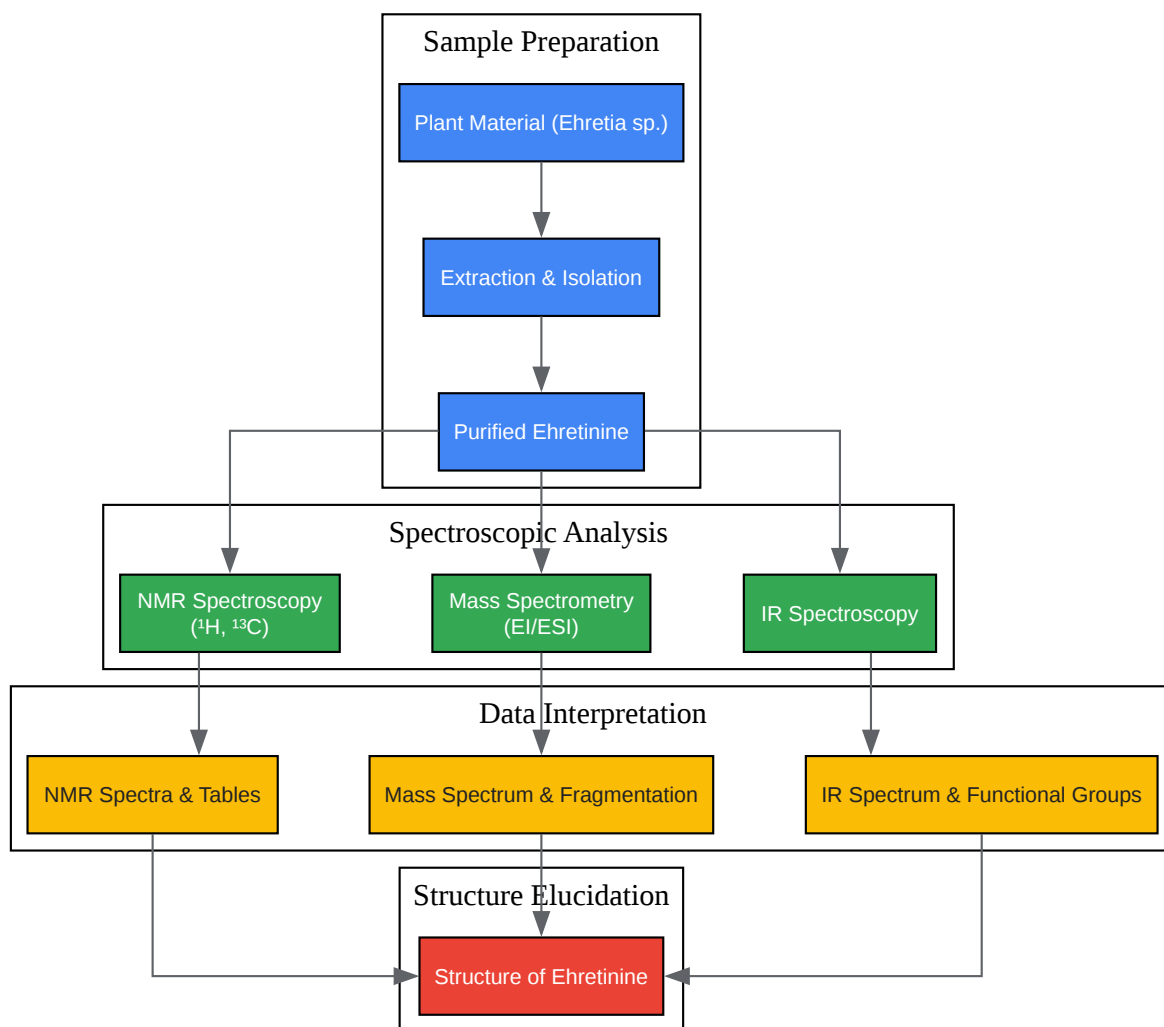 Sample Preparation
Plant Material (Ehretia sp.)
Extraction & Isolation
Purified Ehretinine
Spectroscopic Analysis
NMR Spectroscopy
(¹H, ¹³C)
Mass Spectrometry
(EI/ESI)
IR Spectroscopy
Data Interpretation
NMR Spectra & Tables
Mass Spectrum & Fragmentation
IR Spectrum & Functional Groups
Structure Elucidation
Structure of Ehretinine